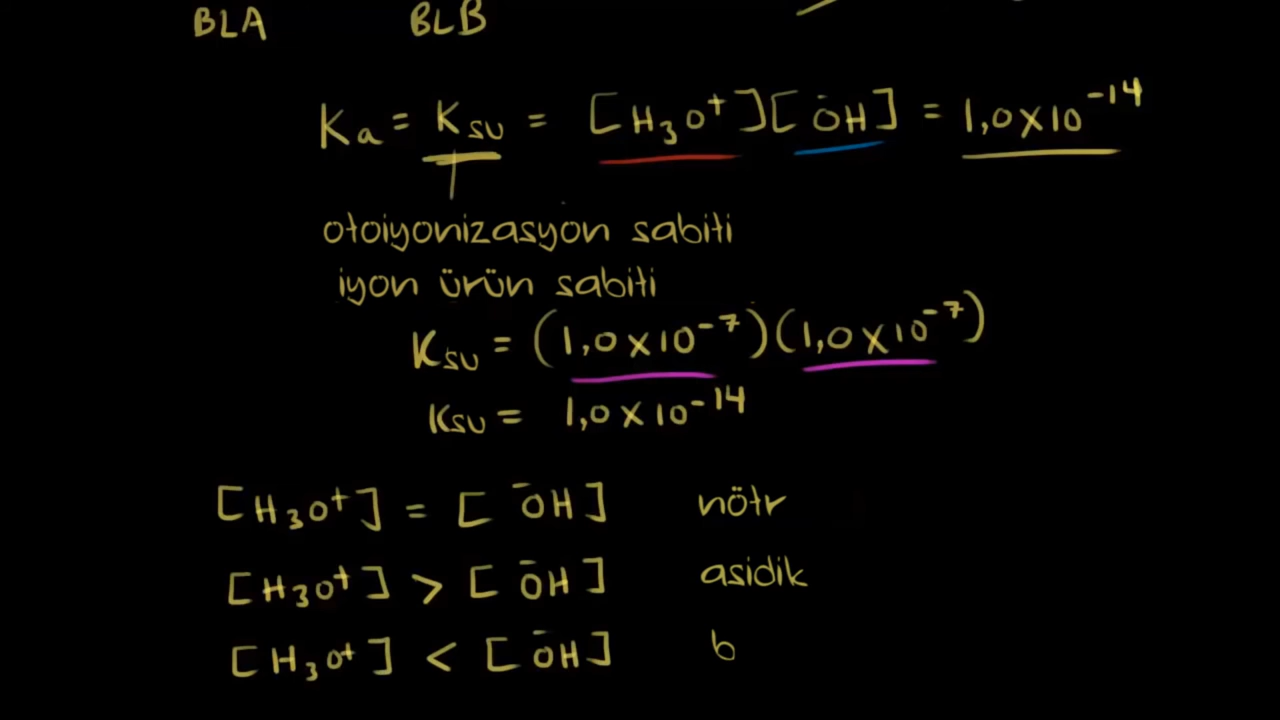 BLA BLB
Ka = Ksu = [H₃O⁺][⁻OH] = 1,0x10⁻¹⁴
otoiyonizasyon sabiti
iyon ürün sabiti
Ksu = (1,0x10⁻⁷)(1,0x10⁻⁷)
Ksu = 1,0x10⁻¹⁴
[H₃O⁺] = [⁻OH] nötr
[H₃O⁺] > [⁻OH] asidik
[H₃O⁺] < [⁻OH] b